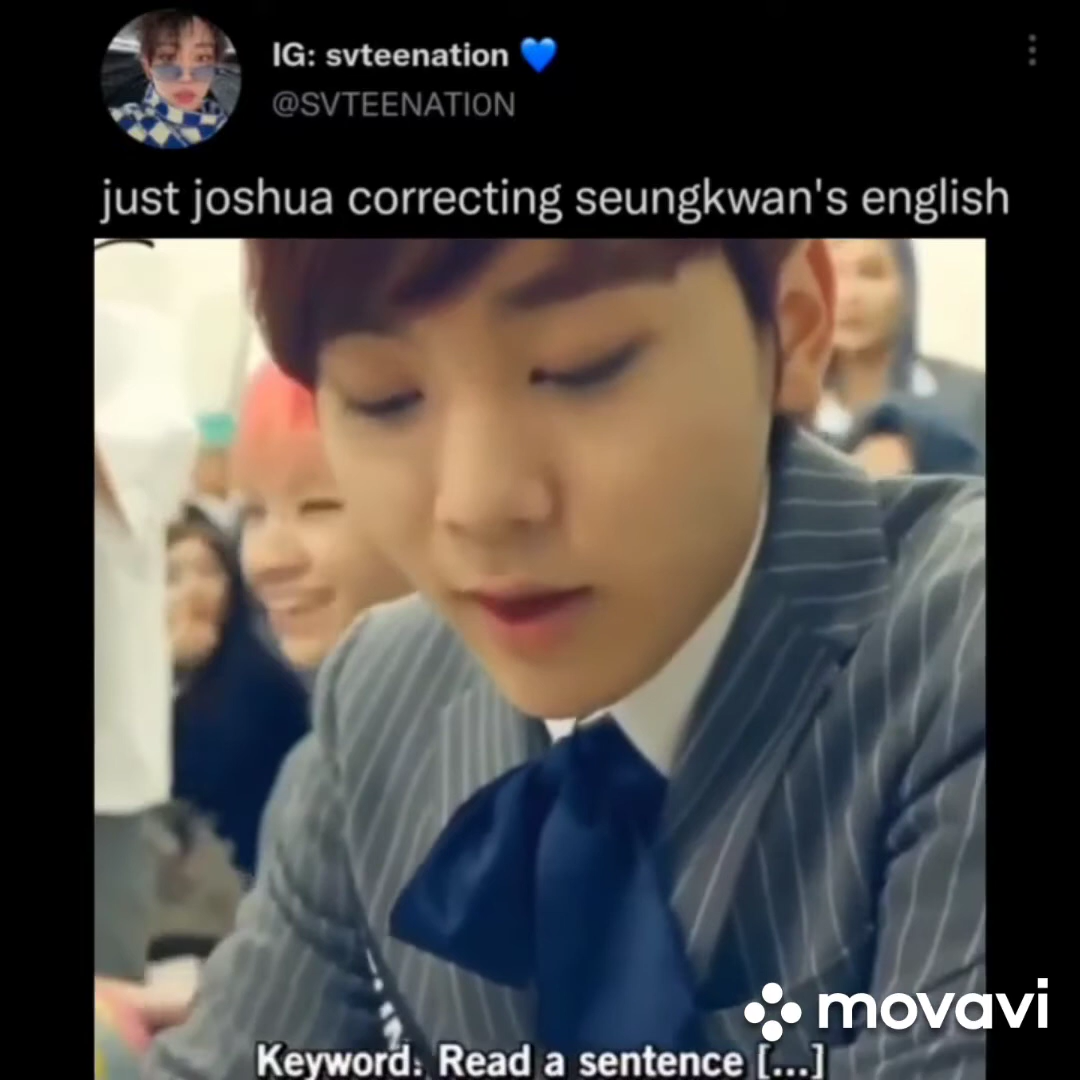 IG: svteenation 💙
@SVTEENATION
just joshua correcting seungkwan's english
movavi
Keyword. Read a sentence [...]